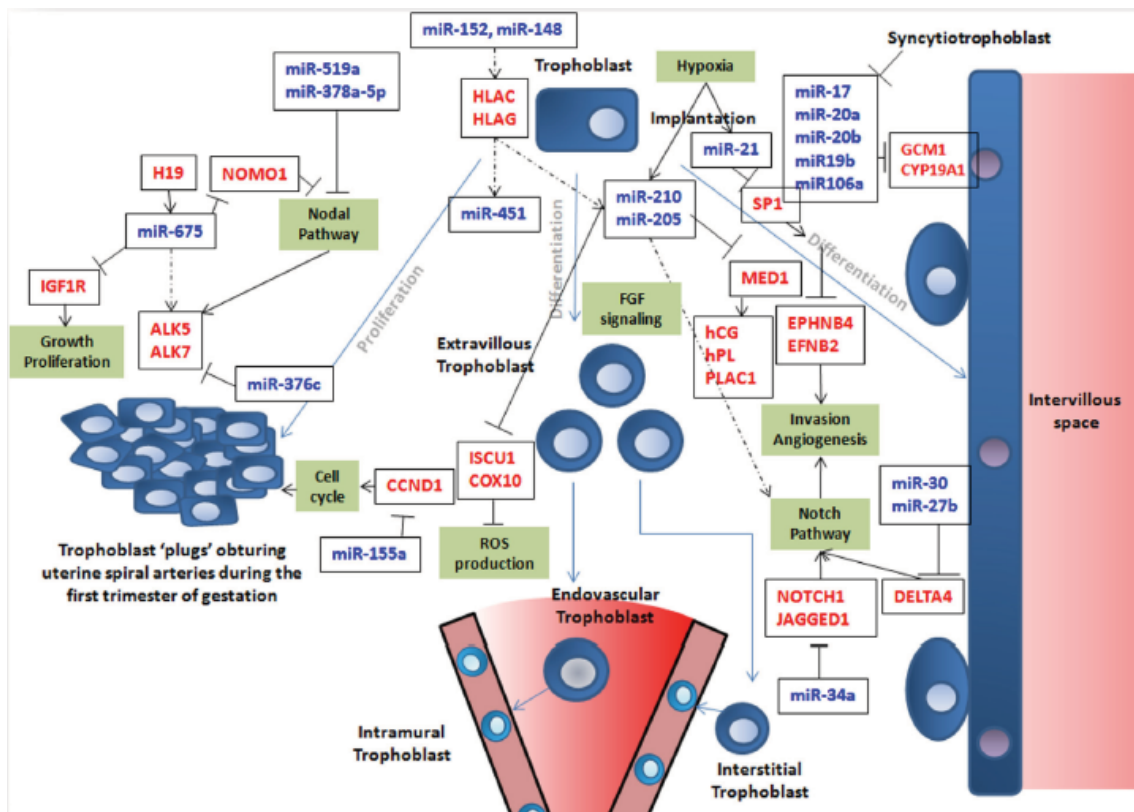 miR-152, miR-148
Syncytiotrophoblast
miR-519a
miR-378a-5p
Trophoblast
Hypoxia
HLAC
HLAG
Implantation
miR-17
miR-20a
miR-20b
miR19b
miR106a
GCM1
CYP19A1
H19
NOMO1
miR-21
miR-675
Nodal
Pathway
miR-451
miR-210
miR-205
SP1
Differentiation
IGF1R
Growth
Proliferation
ALK5
ALK7
Proliferation
Differentiation
MED1
FGF
signaling
hCG
hPL
PLAC1
EPHNB4
EFNB2
Extravillous
Trophoblast
miR-376c
Invasion
Angiogenesis
Intervillous
space
Cell
cycle
CCND1
ISCU1
COX10
miR-30
miR-27b
Notch
Pathway
miR-155a
ROS
production
Trophoblast ‘plugs’ obturing
uterine spiral arteries during the
first trimester of gestation
Endovascular
Trophoblast
NOTCH1
JAGGED1
DELTA4
miR-34a
Intramural
Trophoblast
Interstitial
Trophoblast